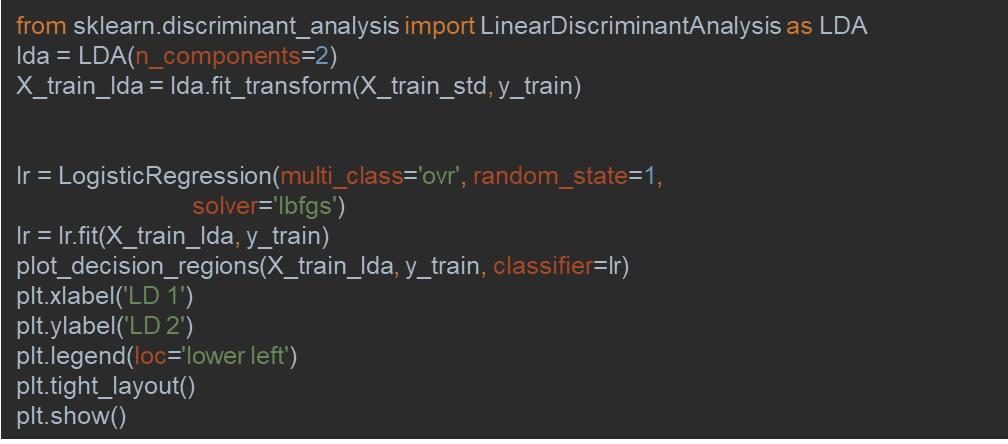 from sklearn.discriminant_analysis import LinearDiscriminantAnalysis as LDA
lda = LDA(n_components=2)
X_train_lda = lda.fit_transform(X_train_std, y_train)
lr = LogisticRegression(multi_class='ovr', random_state=1,
solver='lbfgs')
lr = lr.fit(X_train_lda, y_train)
plot_decision_regions(X_train_lda, y_train, classifier=lr)
plt.xlabel('LD 1')
plt.ylabel('LD 2')
plt.legend(loc='lower left')
plt.tight_layout()
plt.show()